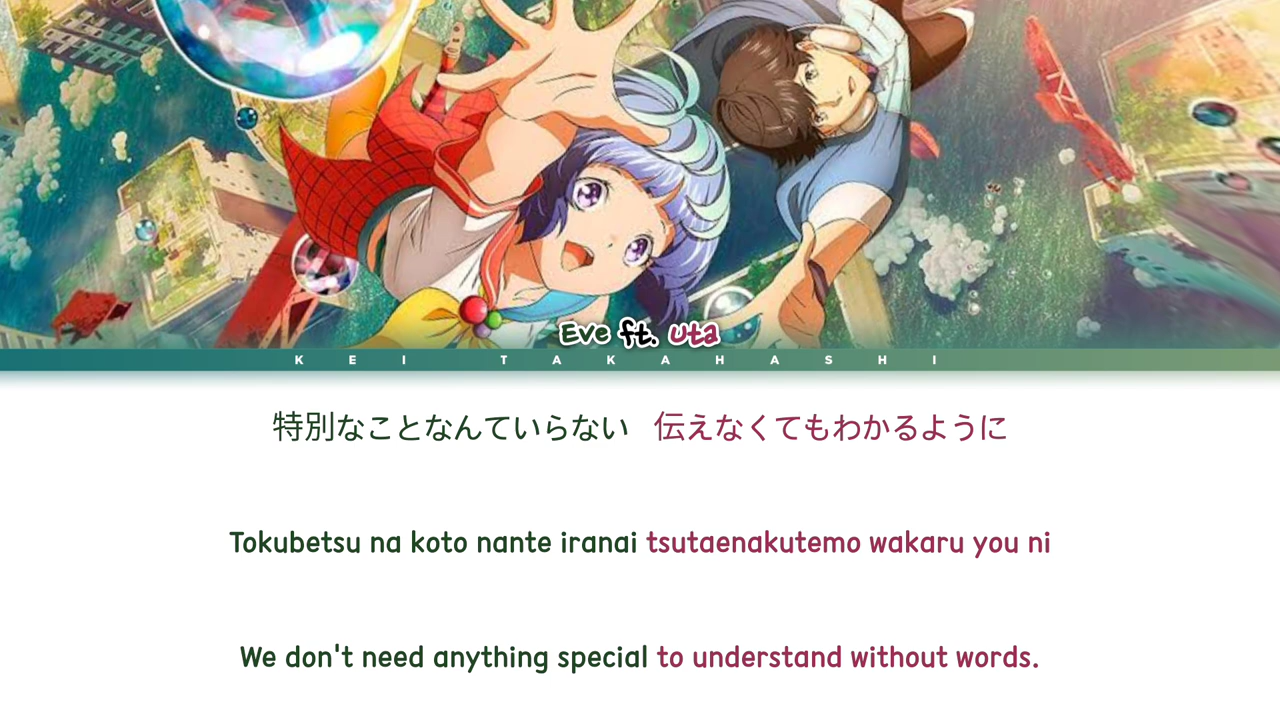 Eve ft. Uta
KEI TAKAHASHI
特別なことなんていらない 伝えなくてもわかるように
Tokubetsu na koto nante iranai tsutaenakutemo wakaru you ni
We don't need anything special to understand without words.